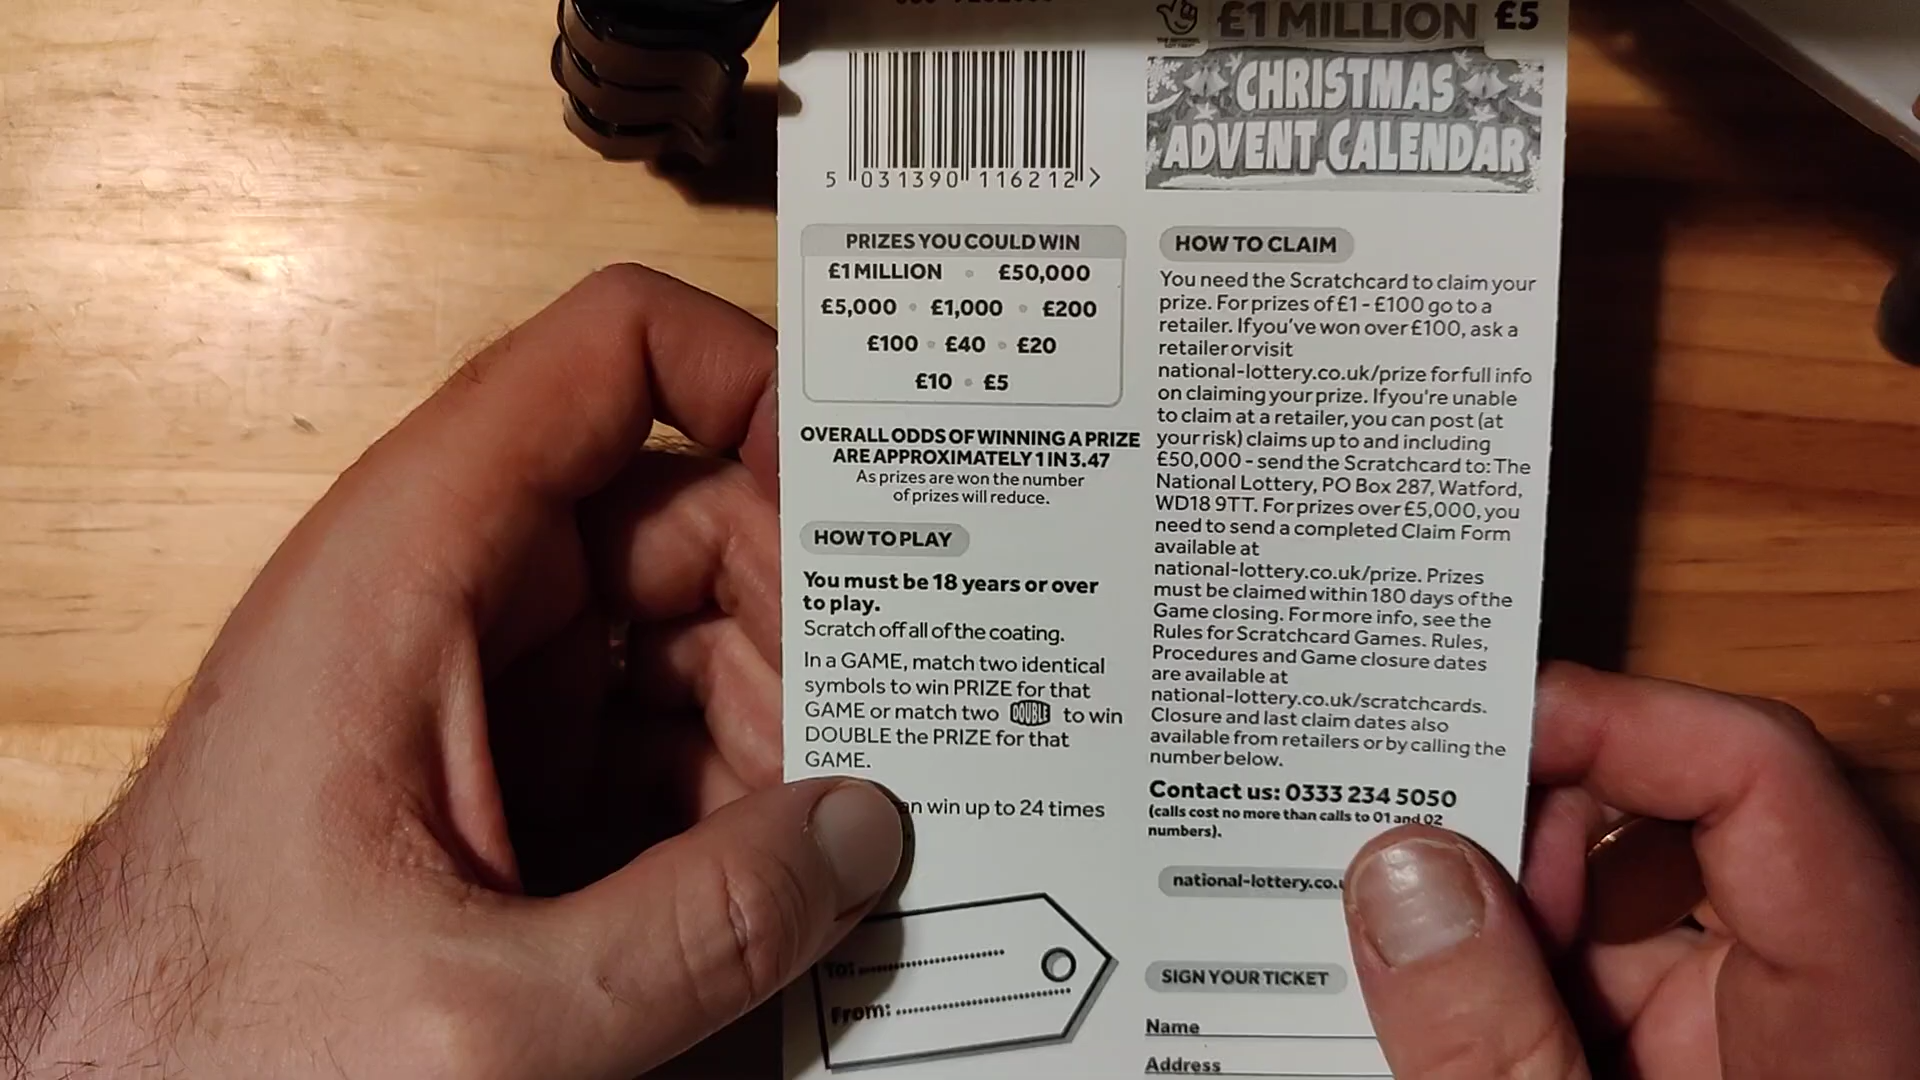 £1 MILLION £5
CHRISTMAS
ADVENT CALENDAR
5 031390 116212 >
PRIZES YOU COULD WIN
£1 MILLION • £50,000
£5,000 • £1,000 • £200
£100 • £40 • £20
£10 • £5
OVERALL ODDS OF WINNING A PRIZE
ARE APPROXIMATELY 1 IN 3.47
As prizes are won the number
of prizes will reduce.
HOW TO PLAY
You must be 18 years or over
to play.
Scratch off all of the coating.
In a GAME, match two identical
symbols to win PRIZE for that
GAME or match two DOUBLE to win
DOUBLE the PRIZE for that
GAME.
an win up to 24 times
To:
From:
HOW TO CLAIM
You need the Scratchcard to claim your
prize. For prizes of £1 - £100 go to a
retailer. If you've won over £100, ask a
retailer or visit
national-lottery.co.uk/prize for full info
on claiming your prize. If you're unable
to claim at a retailer, you can post (at
your risk) claims up to and including
£50,000 - send the Scratchcard to: The
National Lottery, PO Box 287, Watford,
WD18 9TT. For prizes over £5,000, you
need to send a completed Claim Form
available at
national-lottery.co.uk/prize. Prizes
must be claimed within 180 days of the
Game closing. For more info, see the
Rules for Scratchcard Games. Rules,
Procedures and Game closure dates
are available at
national-lottery.co.uk/scratchcards.
Closure and last claim dates also
available from retailers or by calling the
number below.
Contact us: 0333 234 5050
(calls cost no more than calls to 01 and 02
numbers).
national-lottery.co.u
SIGN YOUR TICKET
Name
Address